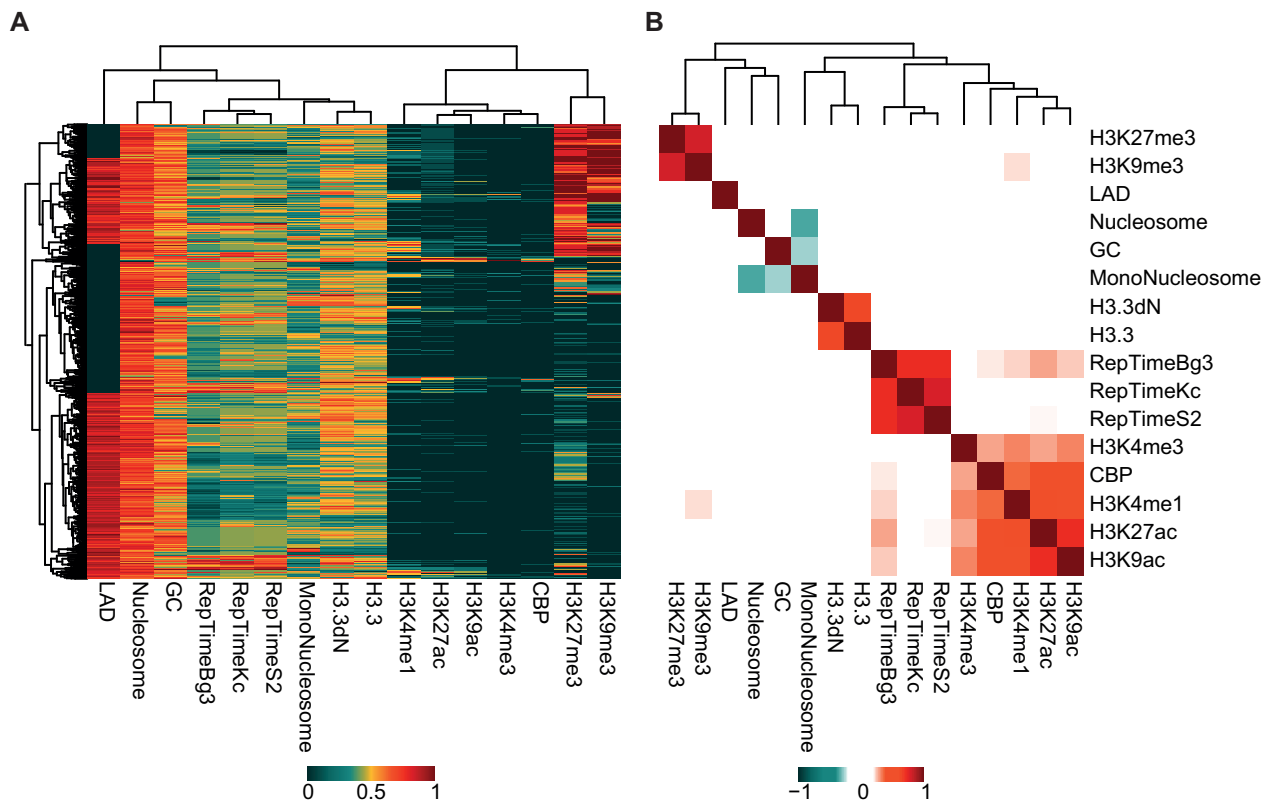 A
B
H3K27me3
H3K9me3
LAD
Nucleosome
GC
MonoNucleosome
H3.3dN
H3.3
RepTimeBg3
RepTimeKc
RepTimeS2
H3K4me3
CBP
H3K4me1
H3K27ac
H3K9ac
LAD
Nucleosome
GC
RepTimeBg3
RepTimeKc
RepTimeS2
MonoNucleosome
H3.3dN
H3.3
H3K4me1
H3K27ac
H3K9ac
H3K4me3
CBP
H3K27me3
H3K9me3
H3K27me3
H3K9me3
LAD
Nucleosome
GC
MonoNucleosome
H3.3dN
H3.3
RepTimeBg3
RepTimeKc
RepTimeS2
H3K4me3
CBP
H3K4me1
H3K27ac
H3K9ac
0 0.5 1
−1 0 1